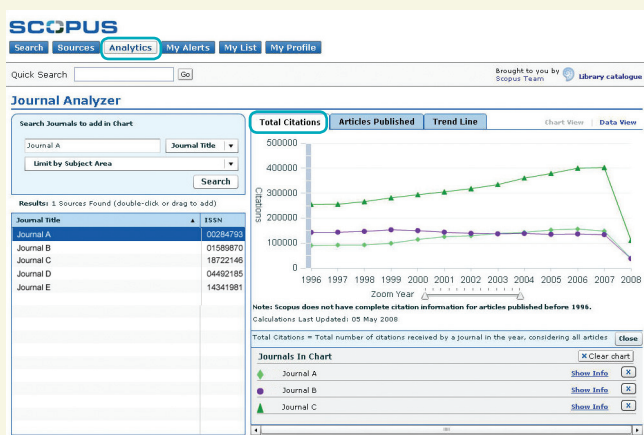 SCOPUS
Search Sources Analytics My Alerts My List My Profile
Quick Search Go
Brought to you by
Scopus Team
Library catalogue
Journal Analyzer
Search Journals to add in Chart
Journal A Journal Title
Limit by Subject Area
Search
Results: 1 Sources Found (double-click or drag to add)
Journal Title ISSN
Journal A 00284793
Journal B 01589870
Journal C 18722146
Journal D 04492185
Journal E 14341981
Total Citations Articles Published Trend Line Chart View | Data View
500000
400000
300000
200000
100000
0
Citations
1996 1997 1998 1999 2000 2001 2002 2003 2004 2005 2006 2007 2008
Zoom Year
Note: Scopus does not have complete citation information for articles published before 1996.
Calculations Last Updated: 05 May 2008
Total Citations = Total number of citations received by a journal in the year, considering all articles Close
Journals In Chart × Clear chart
Journal A Show Info X
Journal B Show Info X
Journal C Show Info X